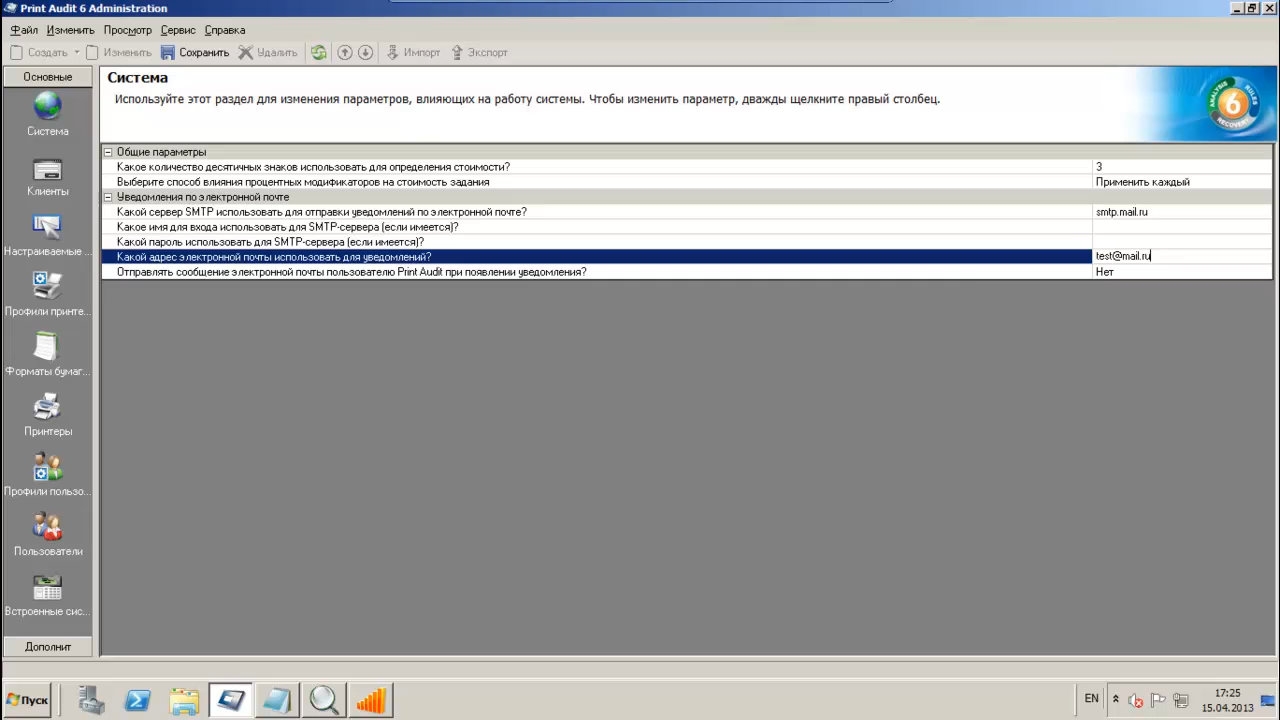 Print Audit 6 Administration
Файл Изменить Просмотр Сервис Справка
Создать Изменить Сохранить Удалить Импорт Экспорт
Основные
Система
Клиенты
Настраиваемые ...
Профили принте...
Форматы бумаг...
Принтеры
Профили пользо...
Пользователи
Встроенные сис...
Дополнит
Система
Используйте этот раздел для изменения параметров, влияющих на работу системы. Чтобы изменить параметр, дважды щелкните правый столбец.
ANALYSIS RULES RECOVERY 6
Общие параметры
Какое количество десятичных знаков использовать для определения стоимости? 3
Выберите способ влияния процентных модификаторов на стоимость задания Применить каждый
Уведомления по электронной почте
Какой сервер SMTP использовать для отправки уведомлений по электронной почте? smtp.mail.ru
Какое имя для входа использовать для SMTP-сервера (если имеется)?
Какой пароль использовать для SMTP-сервера (если имеется)?
Какой адрес электронной почты использовать для уведомлений? test@mail.ru
Отправлять сообщение электронной почты пользователю Print Audit при появлении уведомления? Нет
Пуск
EN
17:25
15.04.2013